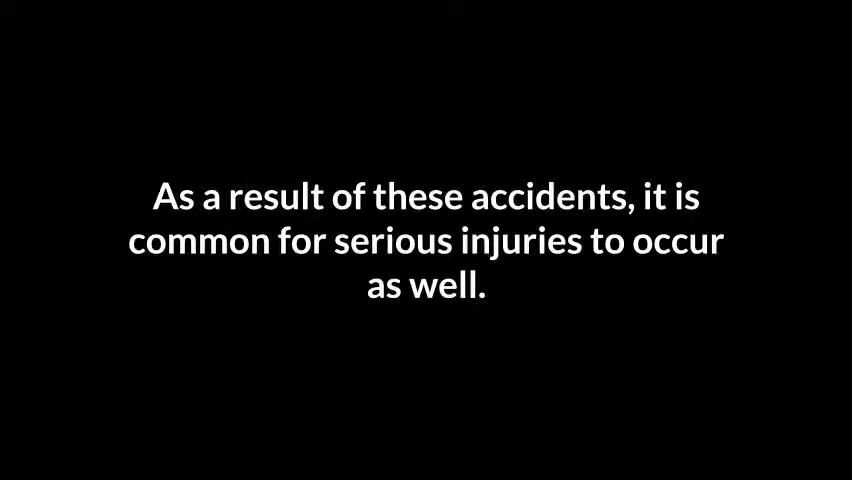 As a result of these accidents, it is
common for serious injuries to occur
as well.